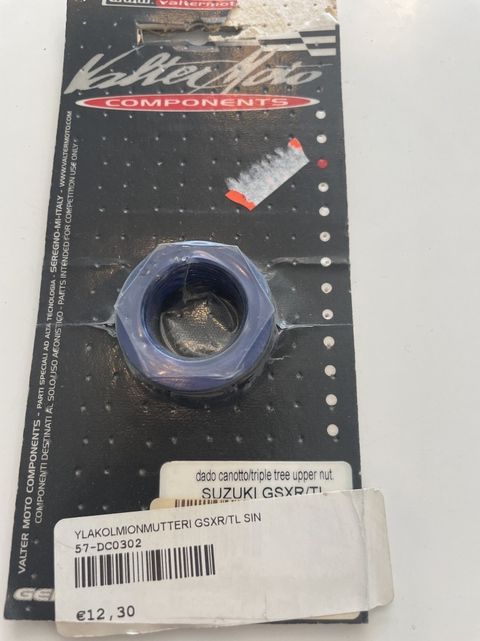 valtermoto
Valter Moto
COMPONENTS
VALTER MOTO COMPONENTS - PARTI SPECIALI AD ALTA TECNOLOGIA - SEREGNO-MI-ITALY - WWW.VALTERMOTO.COM
COMPONENTI DESTINATI AL SOLO USO AGONISTICO - PARTS INTENDED FOR COMPETITION USE ONLY
dado canotto/triple tree upper nut
SUZUKI GSXR/TL
YLAKOLMIONMUTTERI GSXR/TL SIN
57-DC0302
€12,30